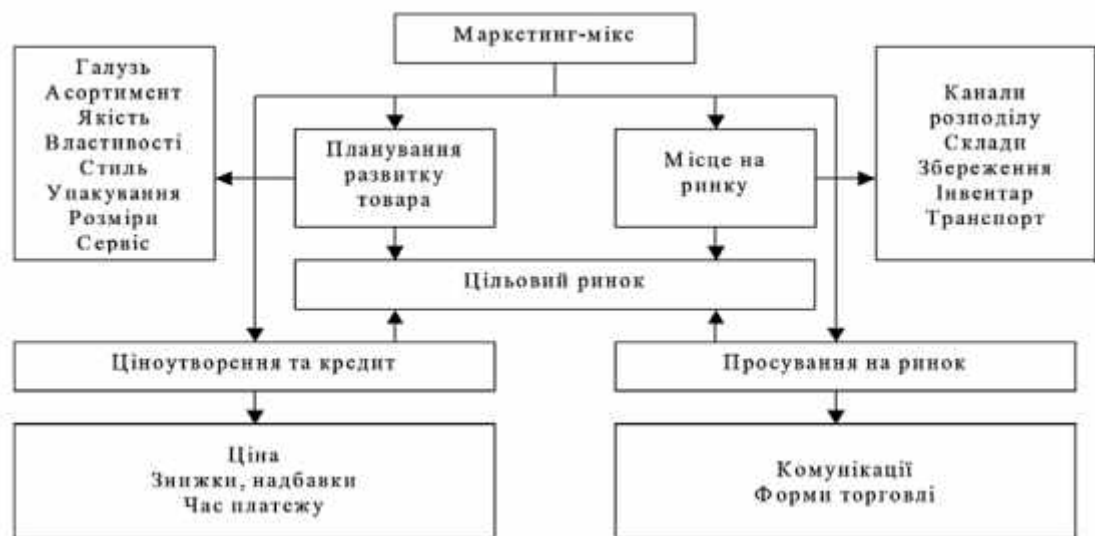 Маркетинг-мікс
Галузь
Асортимент
Якість
Властивості
Стиль
Упакування
Розміри
Сервіс
Планування
розвитку
товара
Місце на
ринку
Канали
розподілу
Склади
Збереження
Інвентар
Транспорт
Цільовий ринок
Ціноутворення та кредит
Просування на ринок
Ціна
Знижки, надбавки
Час платежу
Комунікації
Форми торговлі